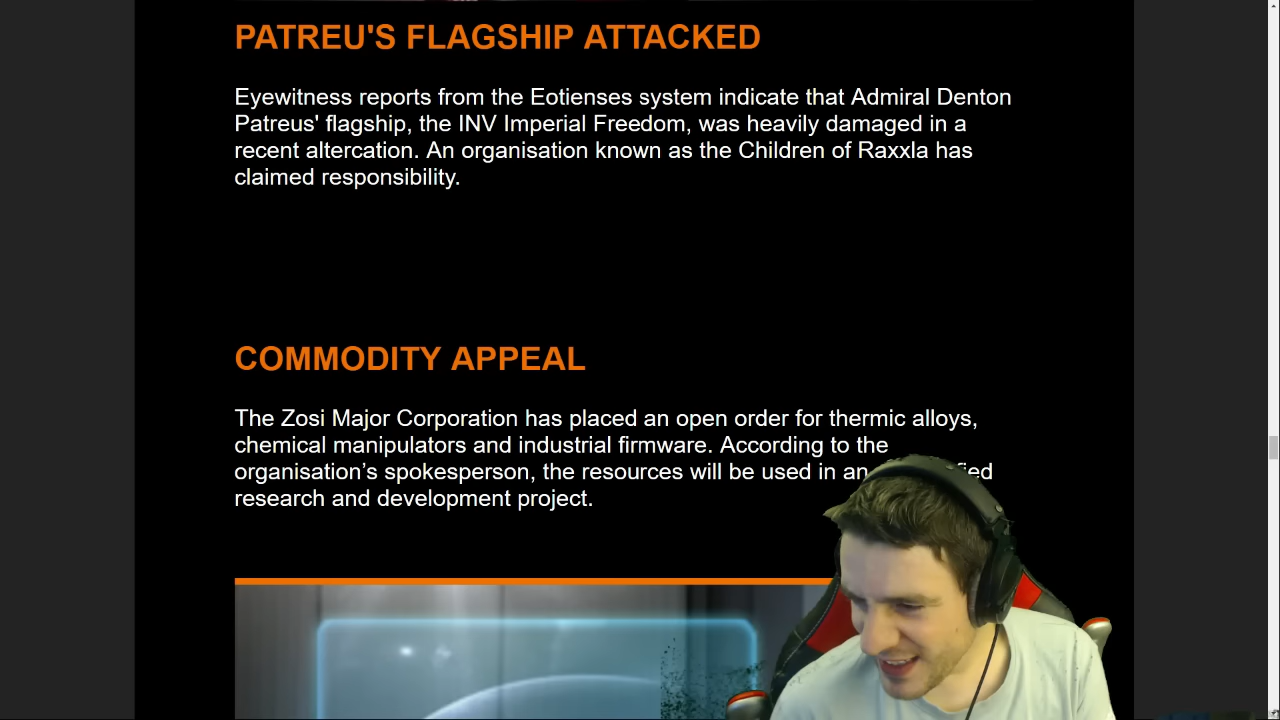 PATREU'S FLAGSHIP ATTACKED
Eyewitness reports from the Eotienses system indicate that Admiral Denton
Patreus' flagship, the INV Imperial Freedom, was heavily damaged in a
recent altercation. An organisation known as the Children of Raxxla has
claimed responsibility.
COMMODITY APPEAL
The Zosi Major Corporation has placed an open order for thermic alloys,
chemical manipulators and industrial firmware. According to the
organisation’s spokesperson, the resources will be used in an
research and development project.